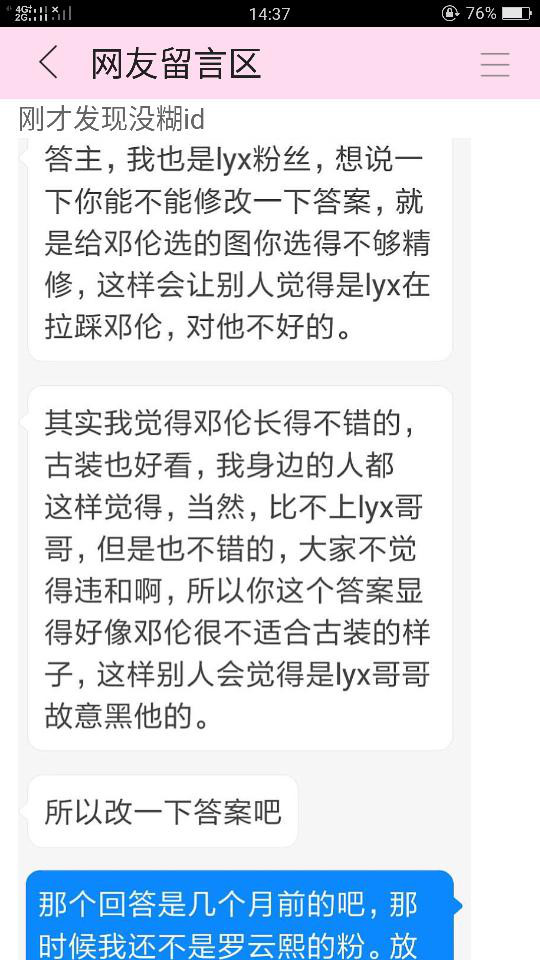 4G 2G
14:37
76%
网友留言区
刚才发现没糊id
答主，我也是lyx粉丝，想说一
下你能不能修改一下答案，就
是给邓伦选的图你选得不够精
修，这样会让别人觉得是lyx在
拉踩邓伦，对他不好的。
其实我觉得邓伦长得不错的，
古装也好看，我身边的人都
这样觉得，当然，比不上lyx哥
哥，但是也不错的，大家不觉
得违和啊，所以你这个答案显
得好像邓伦很不适合古装的样
子，这样别人会觉得是lyx哥哥
故意黑他的。
所以改一下答案吧
那个回答是几个月前的吧，那
时候我还不是罗云熙的粉。放